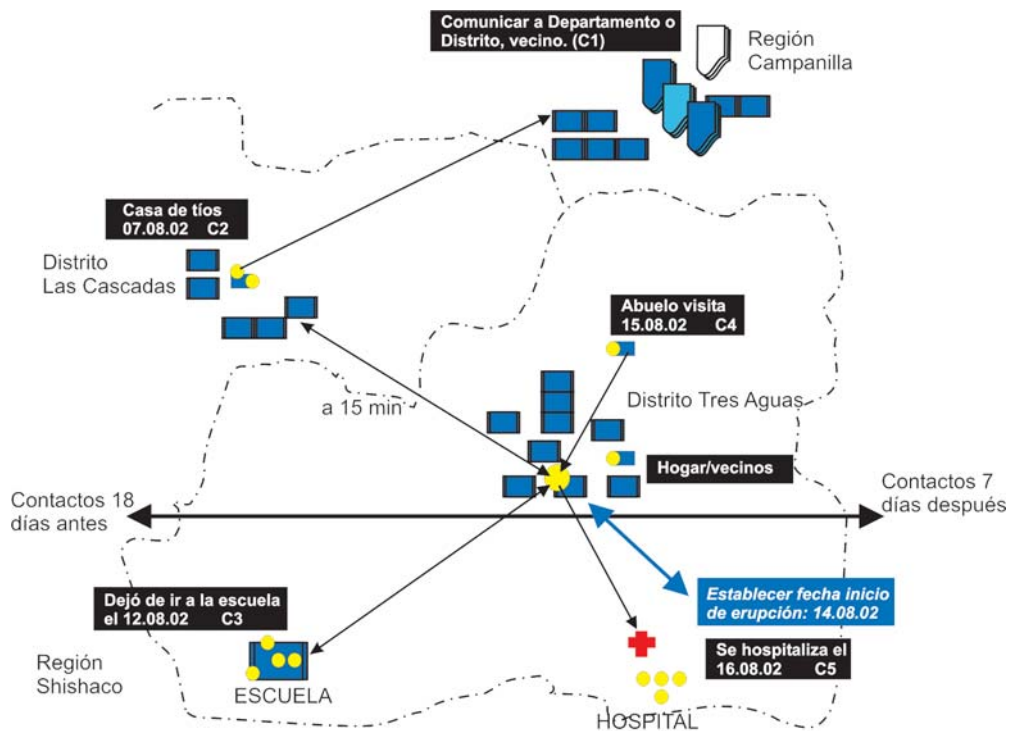 Comunicar a Departamento o
Distrito, vecino. (C1)
Región
Campanilla
Casa de tíos
07.08.02 C2
Distrito
Las Cascadas
Abuelo visita
15.08.02 C4
a 15 min
Distrito Tres Aguas
Hogar/vecinos
Contactos 18
días antes
Contactos 7
días después
Establecer fecha inicio
de erupción: 14.08.02
Dejó de ir a la escuela
el 12.08.02 C3
Se hospitaliza el
16.08.02 C5
Región
Shishaco
ESCUELA
HOSPITAL